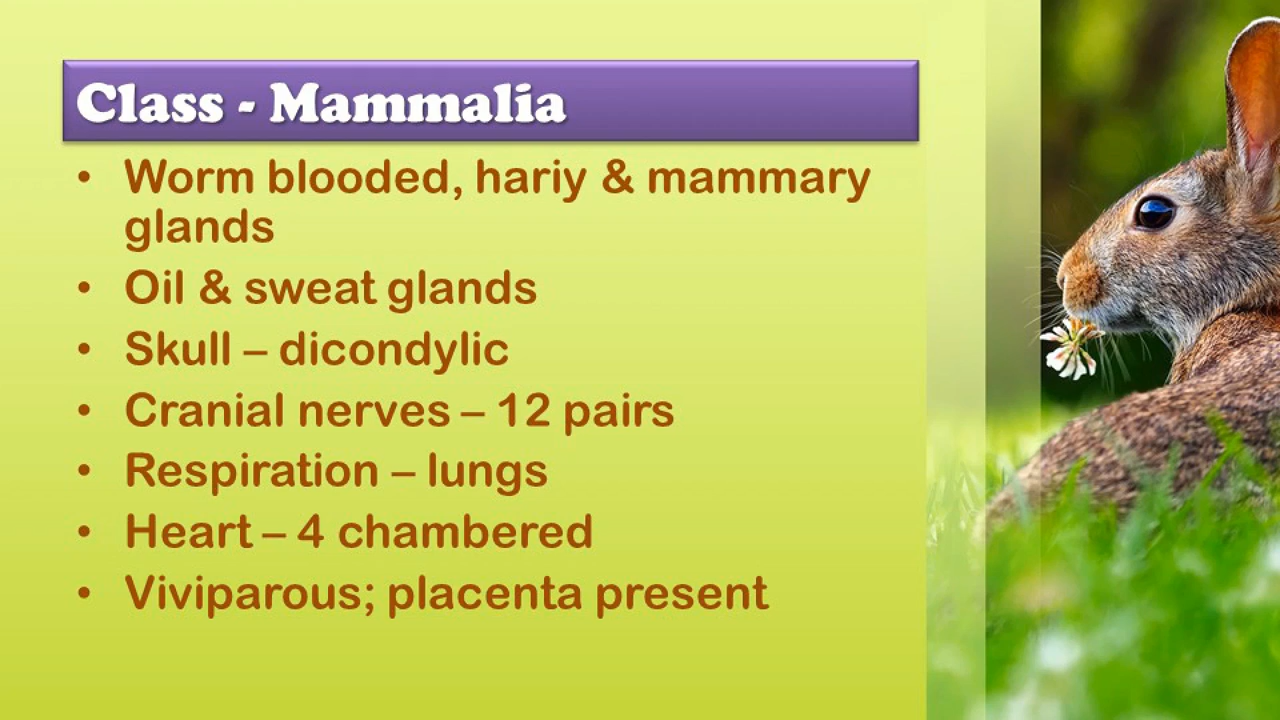 Class - Mammalia
• Worm blooded, hariy & mammary
glands
• Oil & sweat glands
• Skull – dicondylic
• Cranial nerves – 12 pairs
• Respiration – lungs
• Heart – 4 chambered
• Viviparous; placenta present